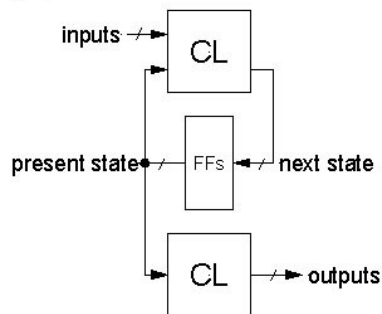 inputs
CL
present state
FFs
next state
CL
outputs